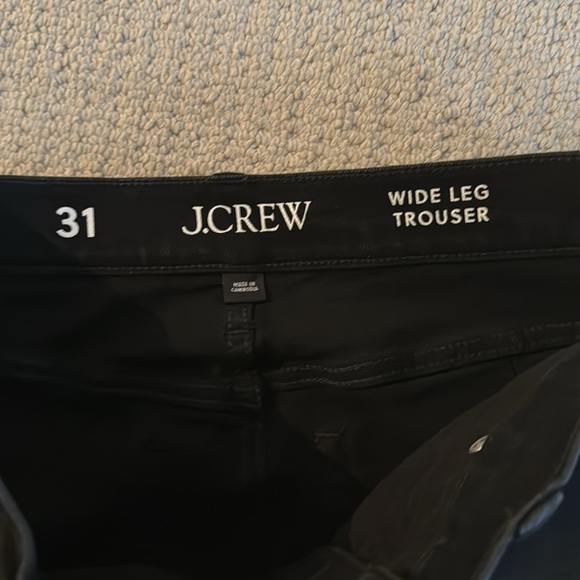 31
J.CREW
WIDE LEG
TROUSER
MADE IN
CAMBODIA